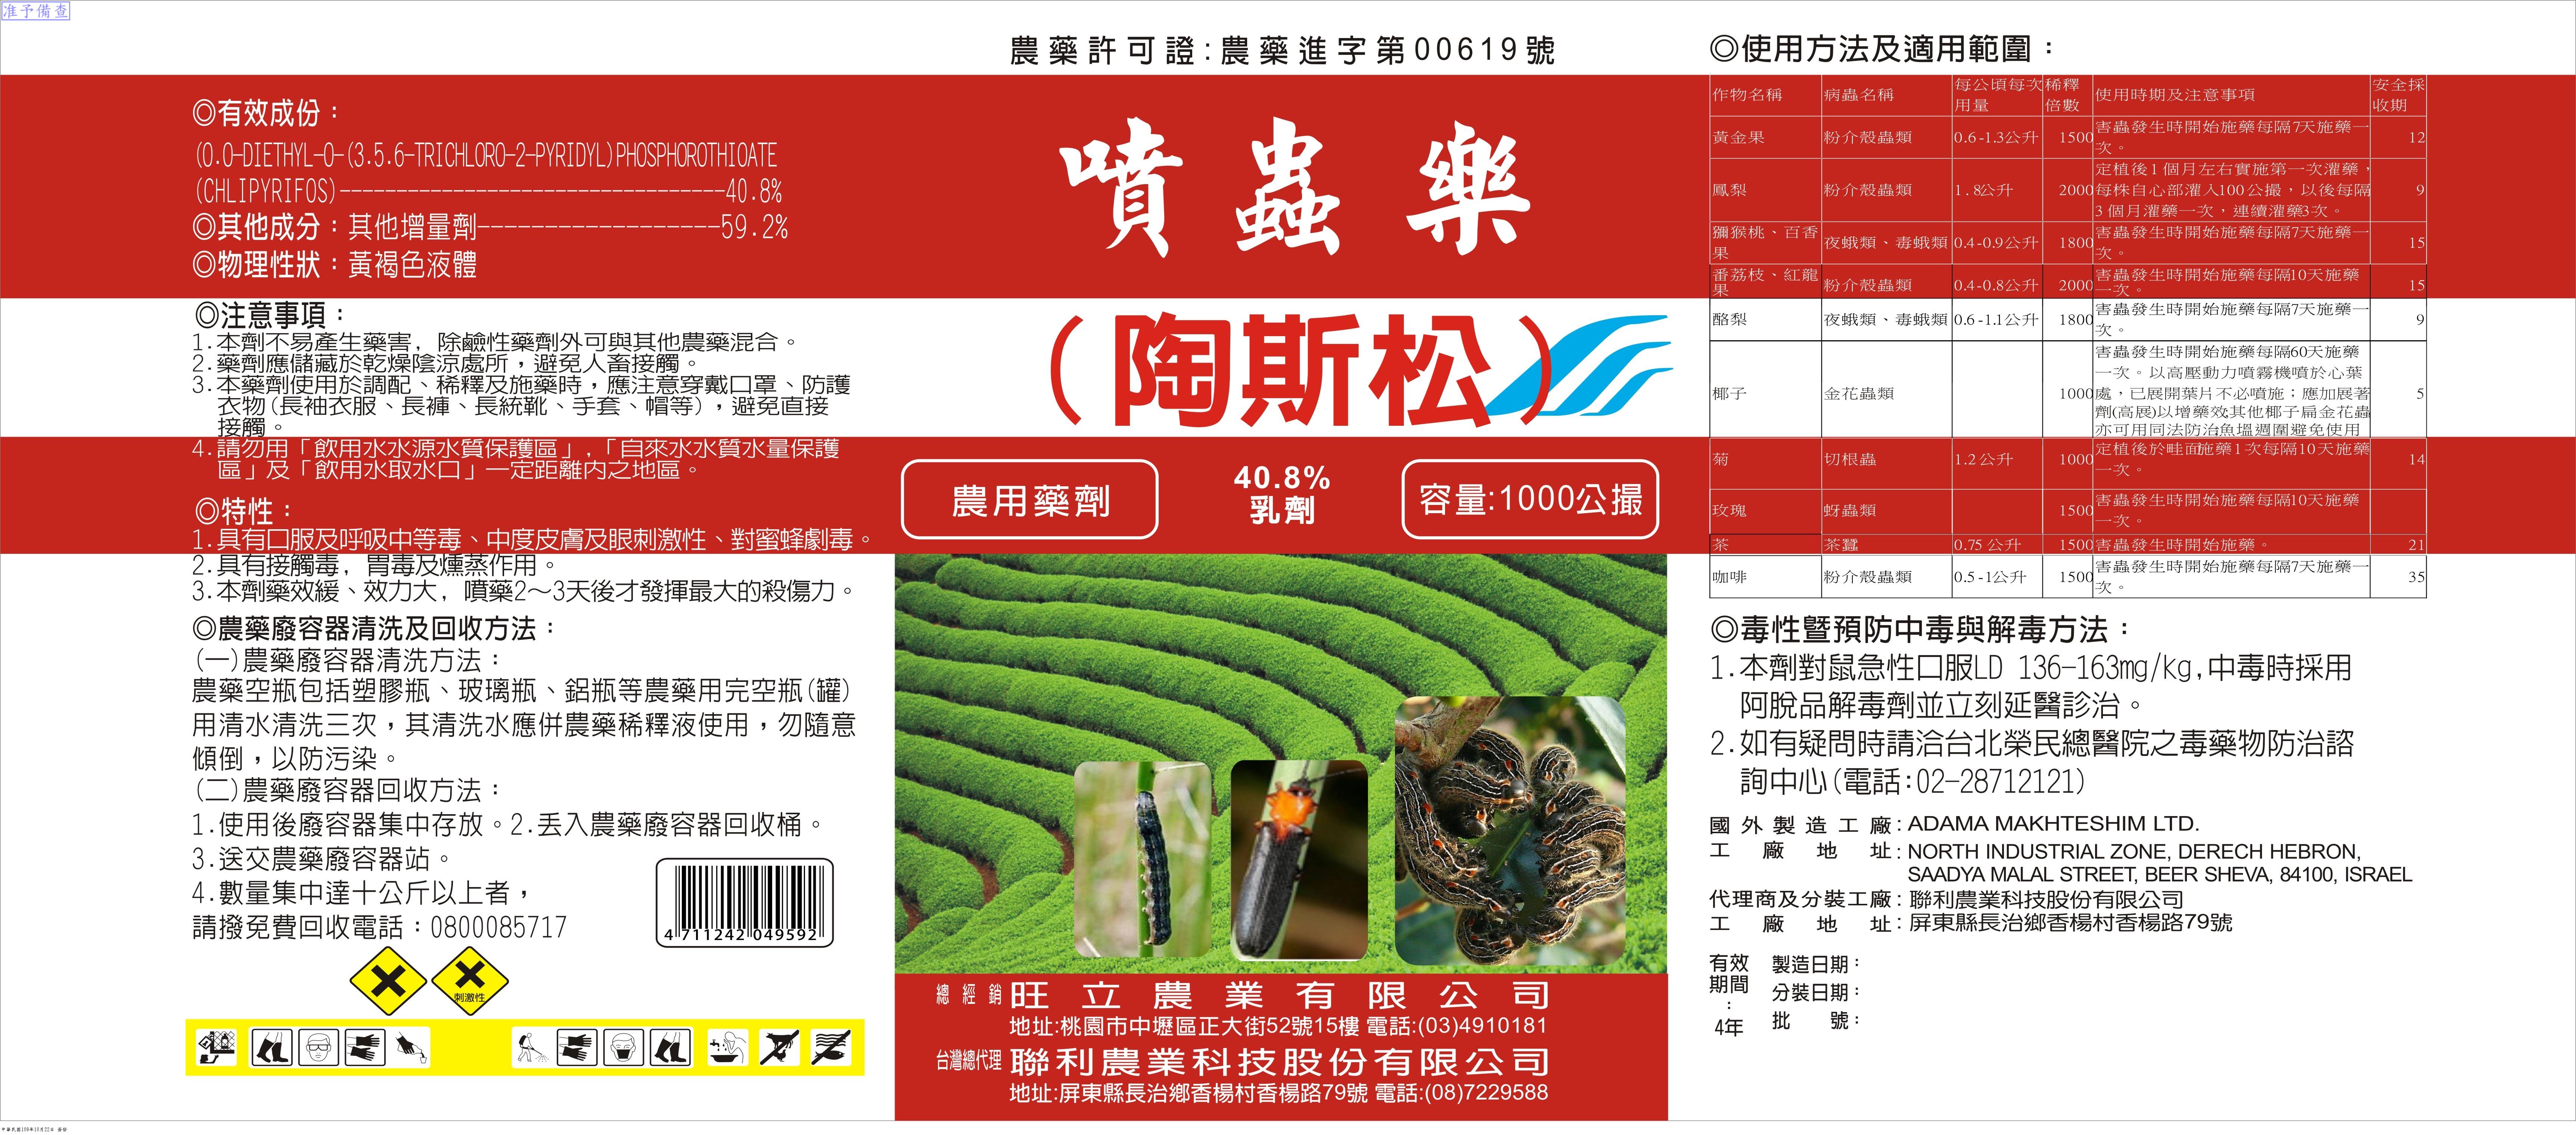 准予備查
農藥許可證:農藥進字第00619號
◎有效成份：
(O.O-DIETHYL-O-(3.5.6-TRICHLORO-2-PYRIDYL)PHOSPHOROTHIOATE
(CHLIPYRIFOS)----------------------------------40.8%
◎其他成分：其他增量劑------------------59.2%
◎物理性狀：黃褐色液體
◎注意事項：
1.本劑不易產生藥害, 除鹼性藥劑外可與其他農藥混合。
2.藥劑應儲藏於乾燥陰涼處所，避免人畜接觸。
3.本藥劑使用於調配、稀釋及施藥時，應注意穿戴口罩、防護
衣物(長袖衣服、長褲、長統靴、手套、帽等)，避免直接
接觸。
4.請勿用「飲用水水源水質保護區」,「自來水水質水量保護
區」及「飲用水取水口」一定距離內之地區。
◎特性：
1.具有口服及呼吸中等毒、中度皮膚及眼刺激性、對蜜蜂劇毒。
2.具有接觸毒, 胃毒及燻蒸作用。
3.本劑藥效緩、效力大, 噴藥2～3天後才發揮最大的殺傷力。
◎農藥廢容器清洗及回收方法：
(一)農藥廢容器清洗方法：
農藥空瓶包括塑膠瓶、玻璃瓶、鋁瓶等農藥用完空瓶(罐)
用清水清洗三次，其清洗水應併農藥稀釋液使用，勿隨意
傾倒，以防污染。
(二)農藥廢容器回收方法：
1.使用後廢容器集中存放。2.丟入農藥廢容器回收桶。
3.送交農藥廢容器站。
4.數量集中達十公斤以上者，
請撥免費回收電話：0800085717
4 711242 049592
刺激性
噴蟲藥
(陶斯松)
農用藥劑
40.8%
乳劑
容量:1000公撮
總經銷 旺立農業有限公司
地址:桃園市中壢區正大街52號15樓 電話:(03)4910181
台灣總代理 聯利農業科技股份有限公司
地址:屏東縣長治鄉香楊村香楊路79號 電話:(08)7229588
◎使用方法及適用範圍：
作物名稱 病蟲名稱 每公頃每次用量 稀釋倍數 使用時期及注意事項 安全採收期
黃金果 粉介殼蟲類 0.6-1.3公升 1500 害蟲發生時開始施藥每隔7天施藥一次。 12
鳳梨 粉介殼蟲類 1.8公升 2000 定植後1個月左右實施第一次灌藥，
每株自心部灌入100公撮，以後每隔
3個月灌藥一次，連續灌藥3次。 9
獼猴桃、百香果 夜蛾類、毒蛾類 0.4-0.9公升 1800 害蟲發生時開始施藥每隔7天施藥一次。 15
番荔枝、紅龍果 粉介殼蟲類 0.4-0.8公升 2000 害蟲發生時開始施藥每隔10天施藥一次。 15
酪梨 夜蛾類、毒蛾類 0.6-1.1公升 1800 害蟲發生時開始施藥每隔7天施藥一次。 9
椰子 金花蟲類 1000 害蟲發生時開始施藥每隔60天施藥
一次。以高壓動力噴霧機噴於心葉
處，已展開葉片不必噴施；應加展著
劑(高展)以增藥效其他椰子扁金花蟲
亦可用同法防治魚塭週圍避免使用 5
菊 切根蟲 1.2公升 1000 定植後於畦面施藥1次每隔10天施藥一次。 14
玫瑰 蚜蟲類 1500 害蟲發生時開始施藥每隔10天施藥一次。
茶 茶蠶 0.75公升 1500 害蟲發生時開始施藥。 21
咖啡 粉介殼蟲類 0.5-1公升 1500 害蟲發生時開始施藥每隔7天施藥一次。 35
◎毒性暨預防中毒與解毒方法：
1.本劑對鼠急性口服LD 136-163mg/kg,中毒時採用
阿脫品解毒劑並立刻延醫診治。
2.如有疑問時請洽台北榮民總醫院之毒藥物防治諮
詢中心(電話:02-28712121)
國外製造工廠:ADAMA MAKHTESHIM LTD.
工廠地址:NORTH INDUSTRIAL ZONE, DERECH HEBRON,
SAADYA MALAL STREET, BEER SHEVA, 84100, ISRAEL
代理商及分裝工廠:聯利農業科技股份有限公司
工廠地址:屏東縣長治鄉香楊村香楊路79號
有效期間：4年
製造日期：
分裝日期：
批號：